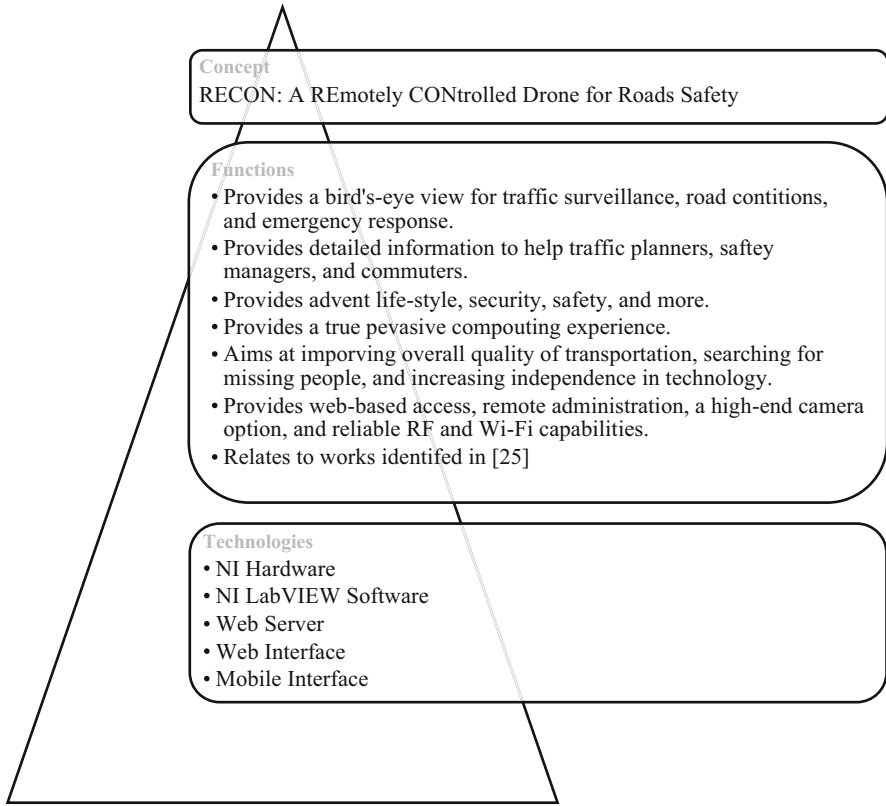 Concept
RECON: A REmotely CONtrolled Drone for Roads Safety
Functions
• Provides a bird's-eye view for traffic surveillance, road contitions,
and emergency response.
• Provides detailed information to help traffic planners, saftey
managers, and commuters.
• Provides advent life-style, security, safety, and more.
• Provides a true pevasive compouting experience.
• Aims at imporving overall quality of transportation, searching for
missing people, and increasing independence in technology.
• Provides web-based access, remote administration, a high-end camera
option, and reliable RF and Wi-Fi capabilities.
• Relates to works identifed in [25]
Technologies
• NI Hardware
• NI LabVIEW Software
• Web Server
• Web Interface
• Mobile Interface